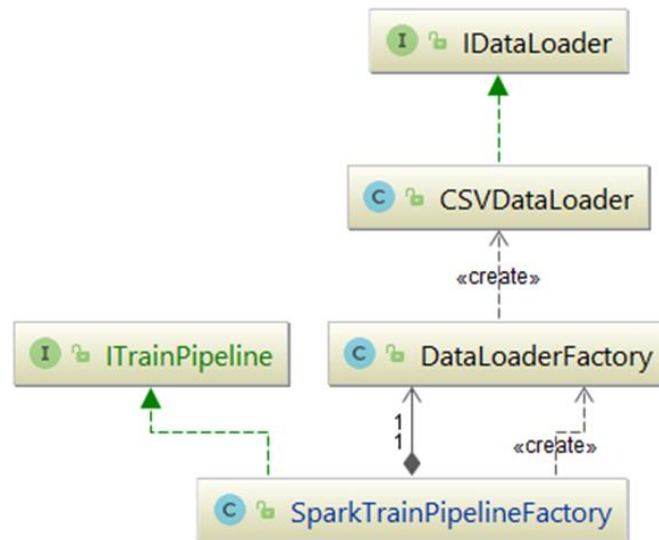 I IDataLoader
C CSVDataLoader
«create»
I ITrainPipeline
C DataLoaderFactory
1
1
«create»
C SparkTrainPipelineFactory